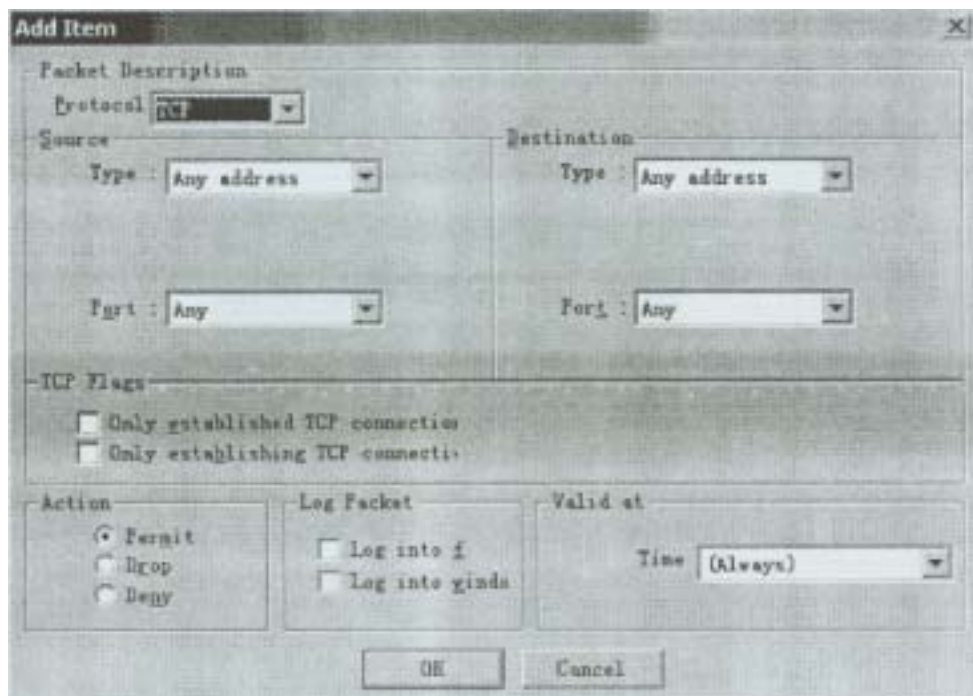 Add Item
Packet Description
Protocol TCP
Source
Type : Any address
Port : Any
Destination
Type : Any address
Port : Any
TCP Flags
Only established TCP connection
Only establishing TCP connecti
Action
Permit
Drop
Deny
Log Packet
Log into f
Log into windo
Valid at
Time (Always)
OK Cancel